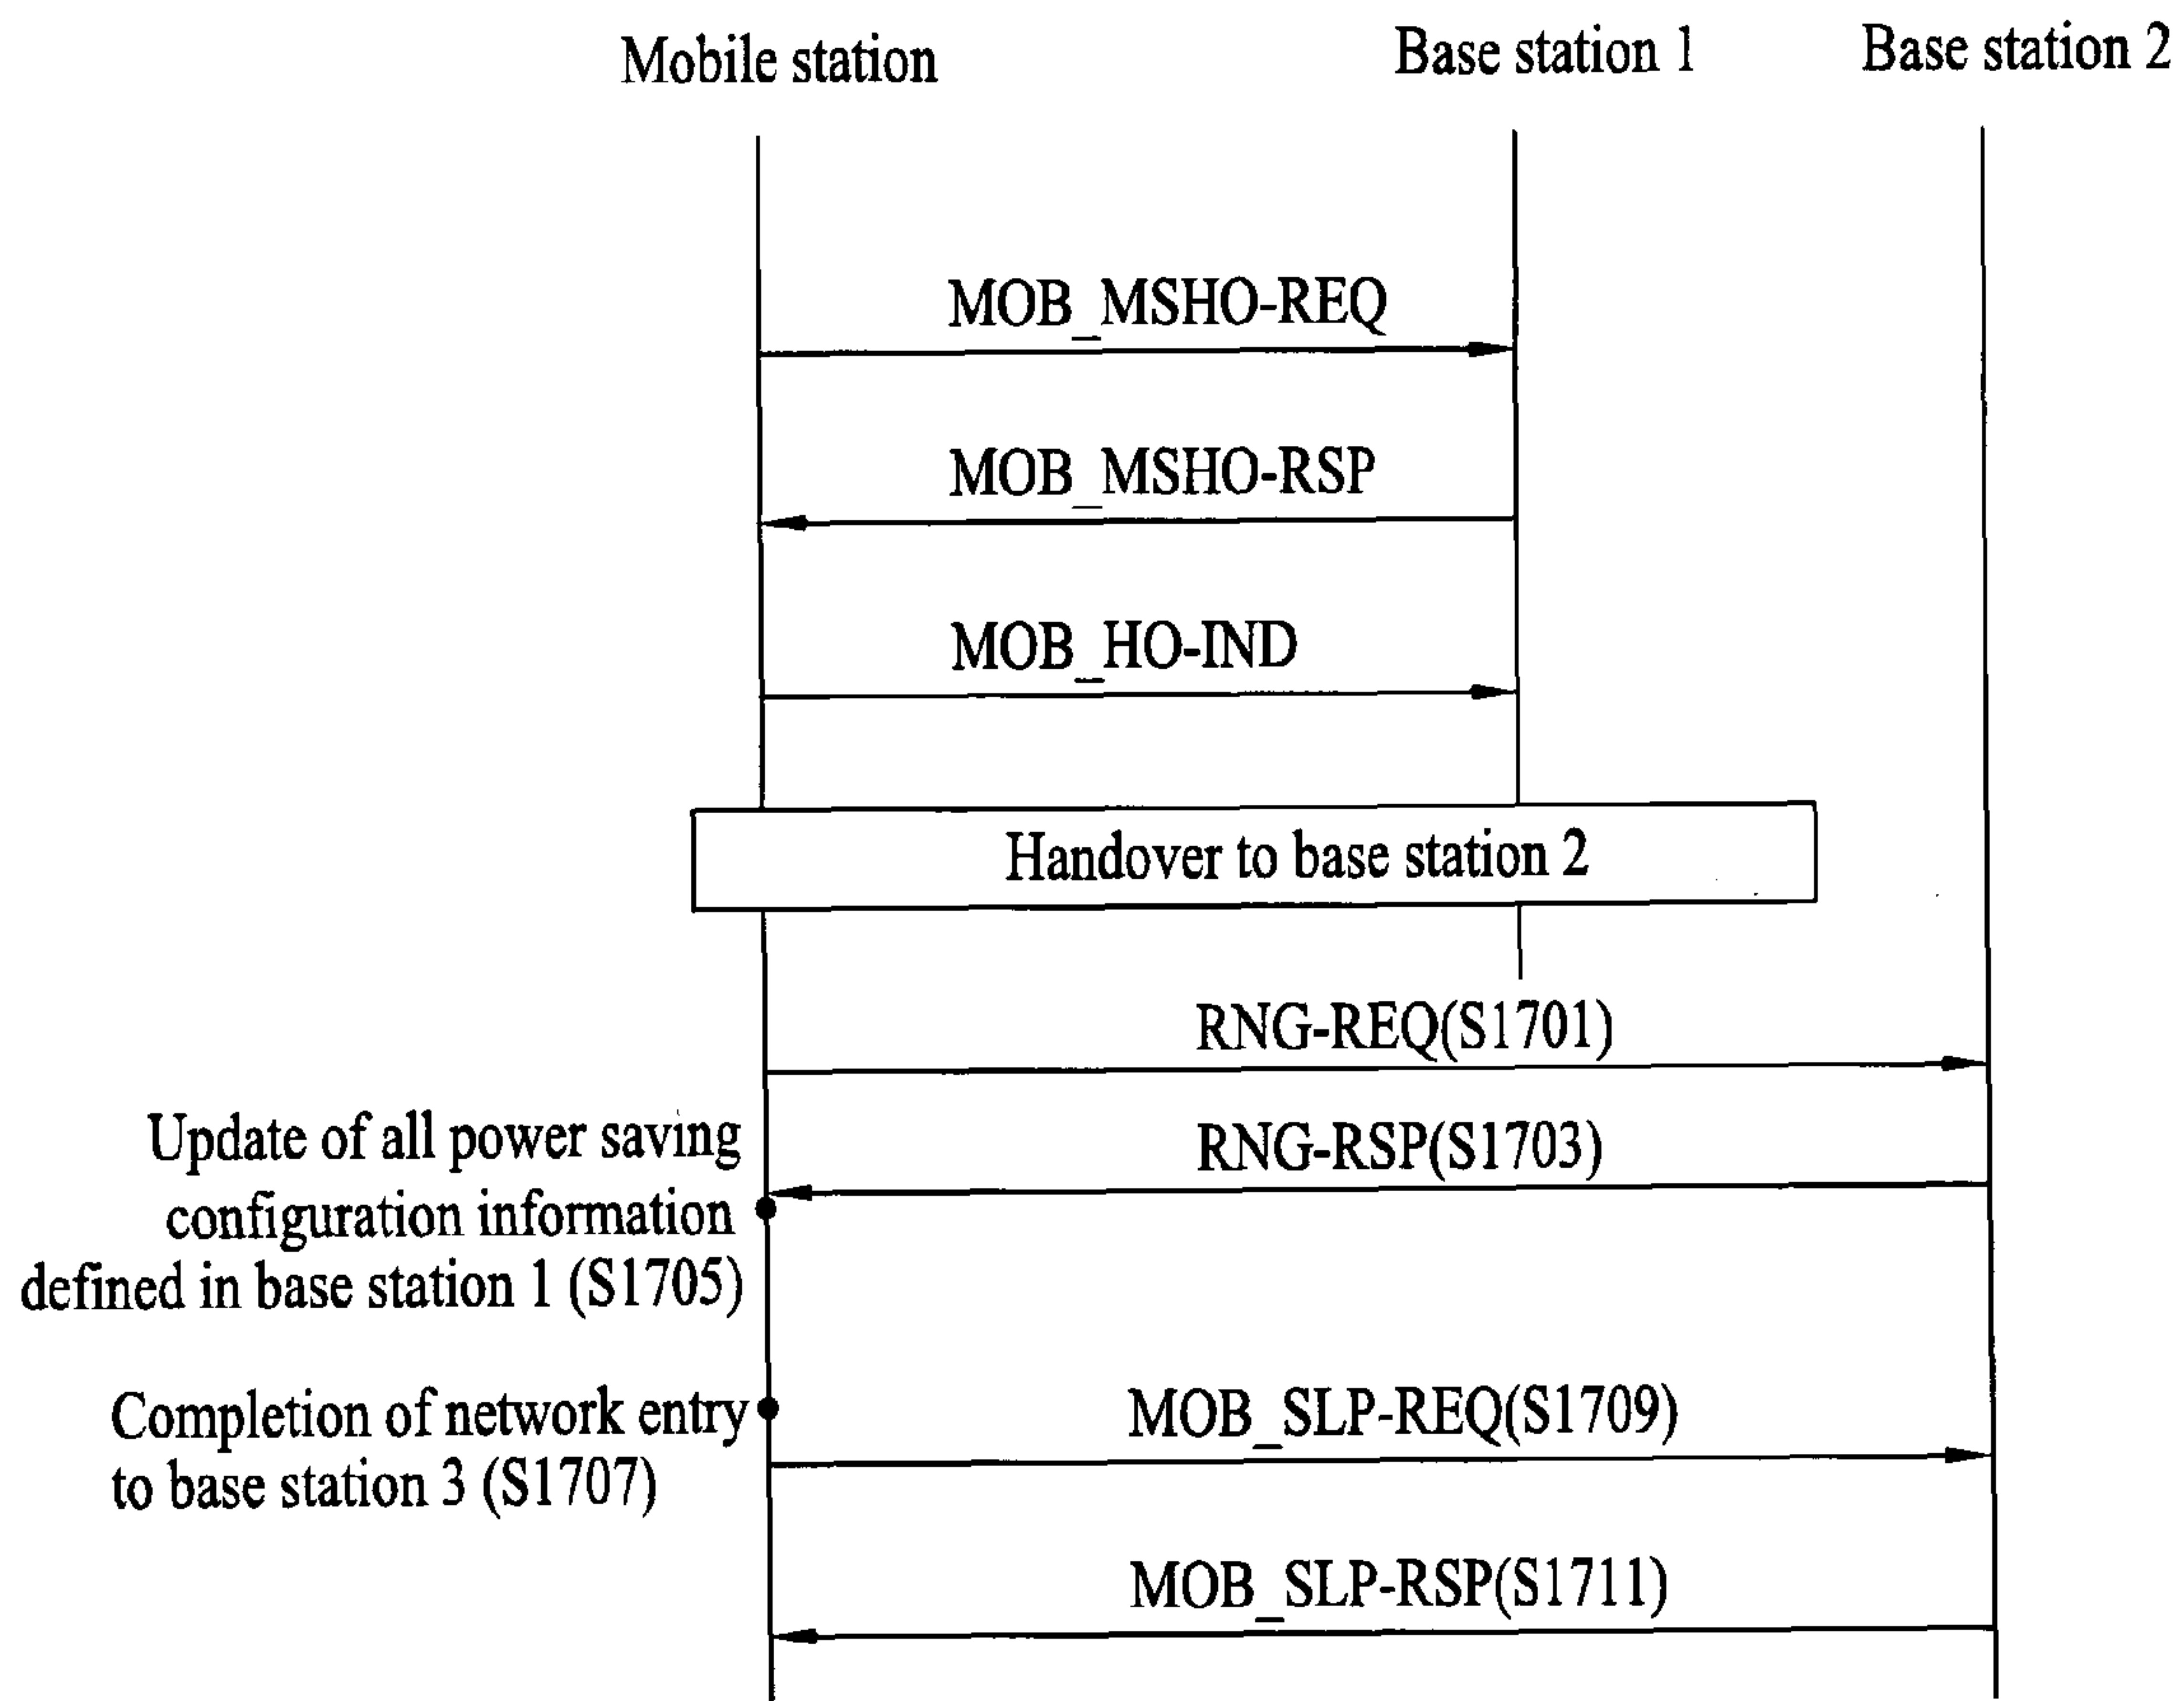 Mobile station
Base station 1
Base station 2
MOB_MSHO-REQ
MOB_MSHO-RSP
MOB_HO-IND
Handover to base station 2
RNG-REQ(S1701)
RNG-RSP(S1703)
Update of all power saving
configuration information
defined in base station 1 (S1705)
Completion of network entry
to base station 3 (S1707)
MOB_SLP-REQ(S1709)
MOB_SLP-RSP(S1711)